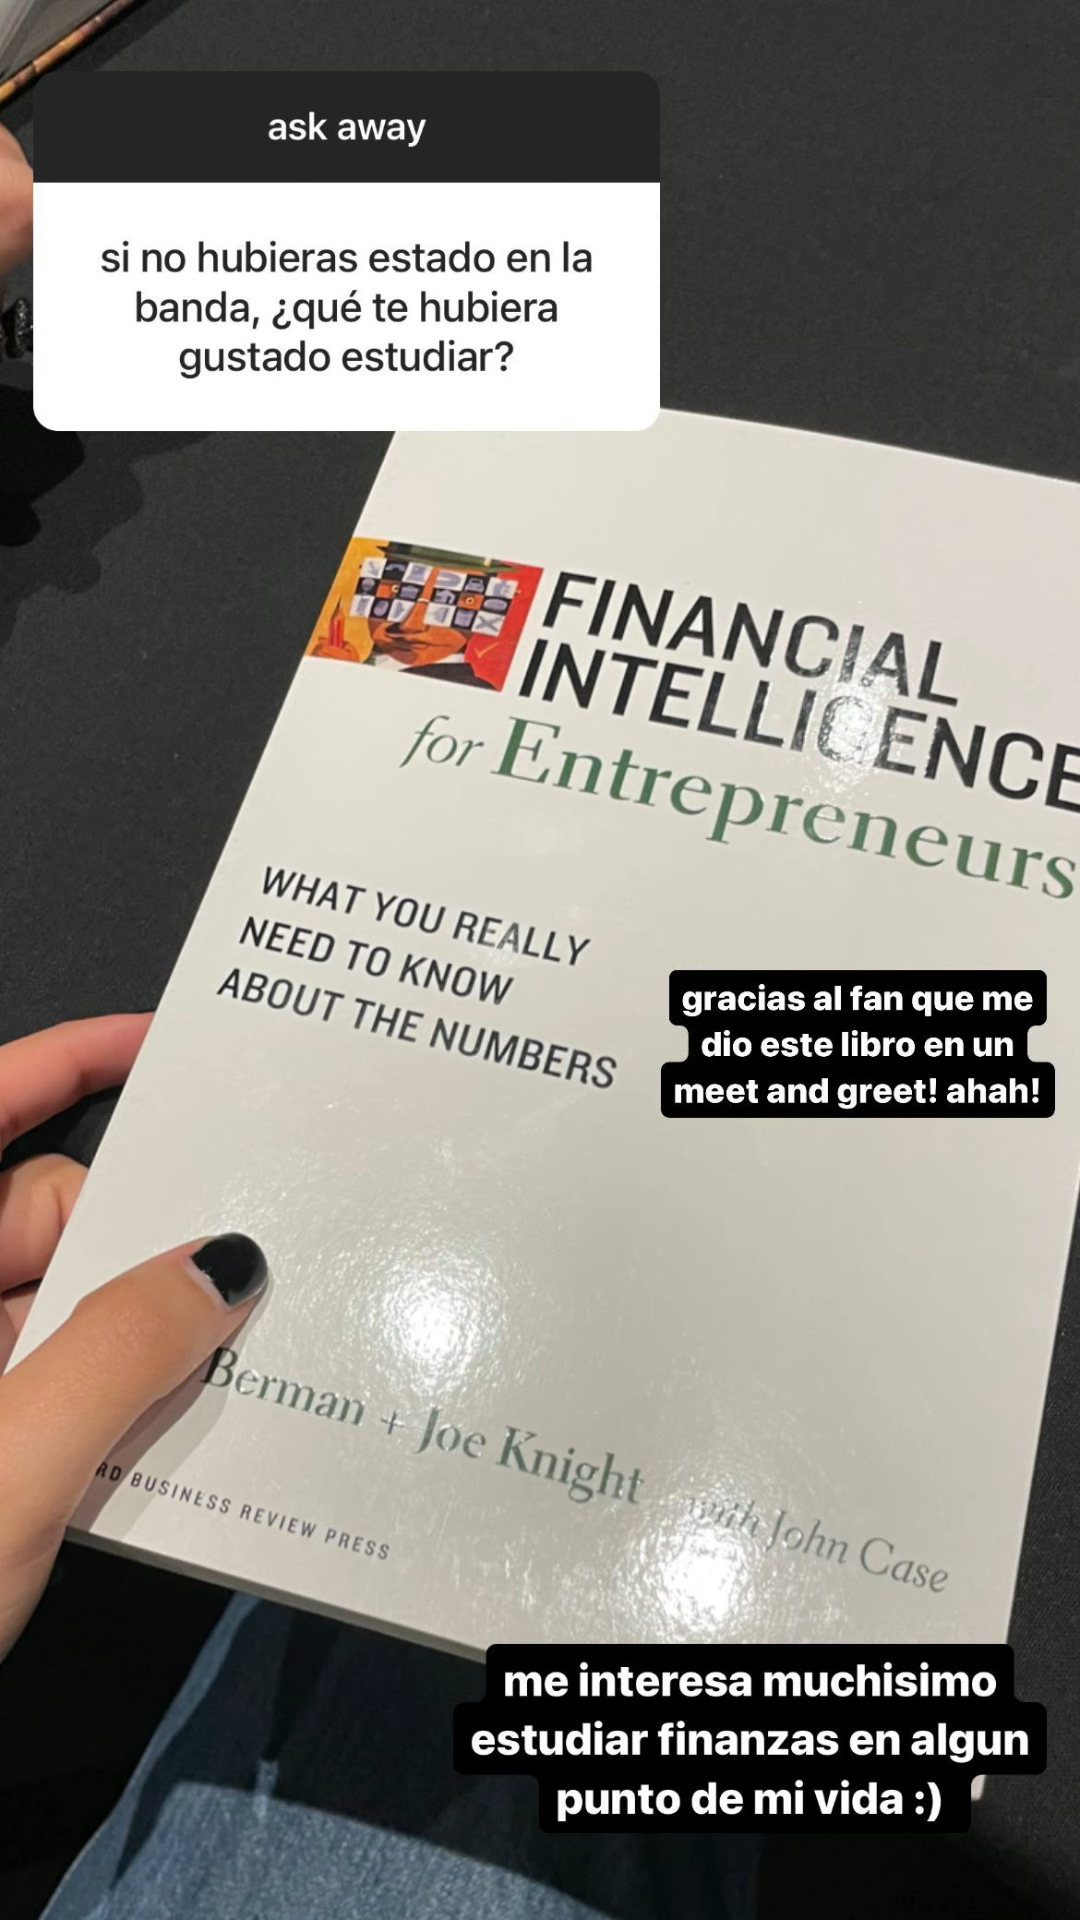 ask away
si no hubieras estado en la
banda, ¿qué te hubiera
gustado estudiar?
FINANCIAL
INTELLIGENCE
for Entrepreneurs
WHAT YOU REALLY
NEED TO KNOW
ABOUT THE NUMBERS
gracias al fan que me
dio este libro en un
meet and greet! ahah!
Berman + Joe Knight
with John Case
RD BUSINESS REVIEW PRESS
me interesa muchisimo
estudiar finanzas en algun
punto de mi vida :)